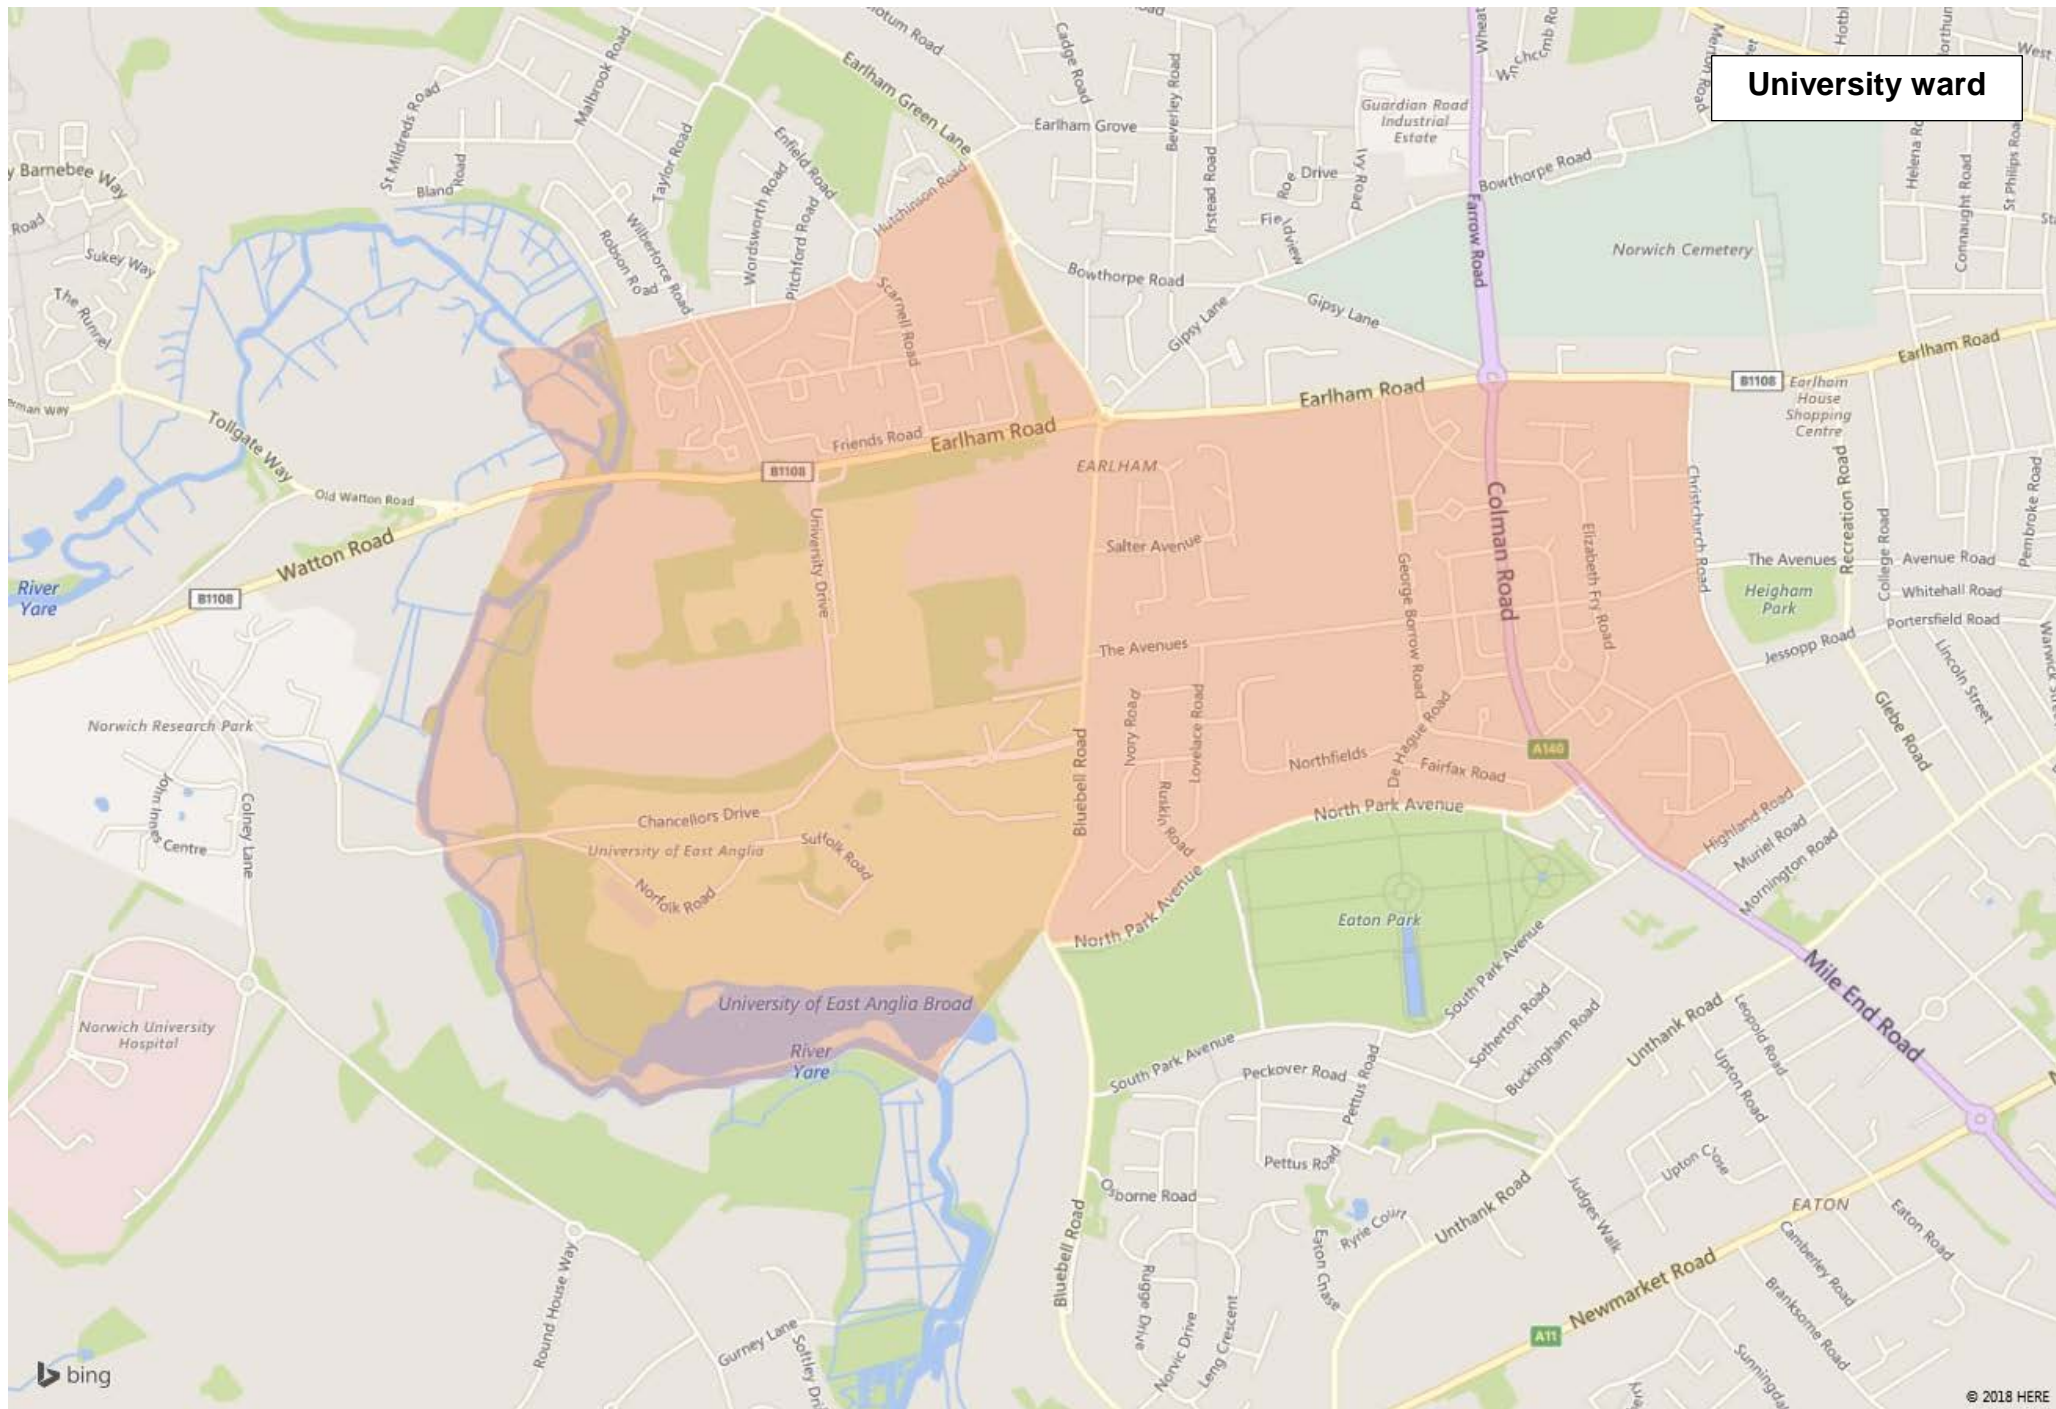 University ward
Earlham Green Lane
Cadge Road
Beverley Road
Malbrook Road
St Mildreds Road
Earlham Grove
Guardian Road
Industrial
Estate
Bowthorpe Road
Taylor Road
Enfield Road
Hutchinson Road
Irstead Road
Roe Drive
Ivy Road
Helena Ro
Connaught Road
St Philips Roa
West
y Barnebee Way
Road
Bland Road
Wordsworth Road
Pitchford Road
Wilberforce Road
Robson Road
Fieldview
Farrow Road
Norwich Cemetery
Sukey Way
The Runnel
Bowthorpe Road
Gipsy Lane
Gipsy Lane
Scarnell Road
Earlham Road
B1108
Earlham
House
Shopping
Centre
Earlham Road
erman Way
Tollgate Way
Friends Road
Earlham Road
B1108
EARLHAM
Old Watton Road
Watton Road
B1108
River
Yare
University Drive
Salter Avenue
Colman Road
Elizabeth Fry Road
George Borrow Road
Christchurch Road
Recreation Road
College Road
Pembroke Road
The Avenues
Avenue Road
Heigham
Park
Whitehall Road
Portersfield Road
Jessopp Road
Lincoln Street
Glebe Road
The Avenues
Ivory Road
Lovelace Road
Ruskin Road
Northfields
De Hague Road
Fairfax Road
A140
Bluebell Road
North Park Avenue
Norwich Research Park
John Innes Centre
Colney Lane
Chancellors Drive
University of East Anglia
Suffolk Road
Norfolk Road
Highland Road
Muriel Road
Mornington Road
North Park Avenue
Eaton Park
South Park Avenue
Mile End Road
University of East Anglia Broad
River
Yare
Norwich University
Hospital
South Park Avenue
Peckover Road
Pettus Road
Sotherton Road
Buckingham Road
Unthank Road
Leopold Road
Upton Road
Pettus Road
Upton Close
Osborne Road
Judges Walk
EATON
Eaton Road
Ryrie Court
Eaton Chase
Unthank Road
Bluebell Road
Rugge Drive
Norvic Drive
Leng Crescent
Newmarket Road
A11
Camberley Road
Branksome Road
Sunningda
Round House Way
Gurney Lane
Softley Dri
bing
© 2018 HERE